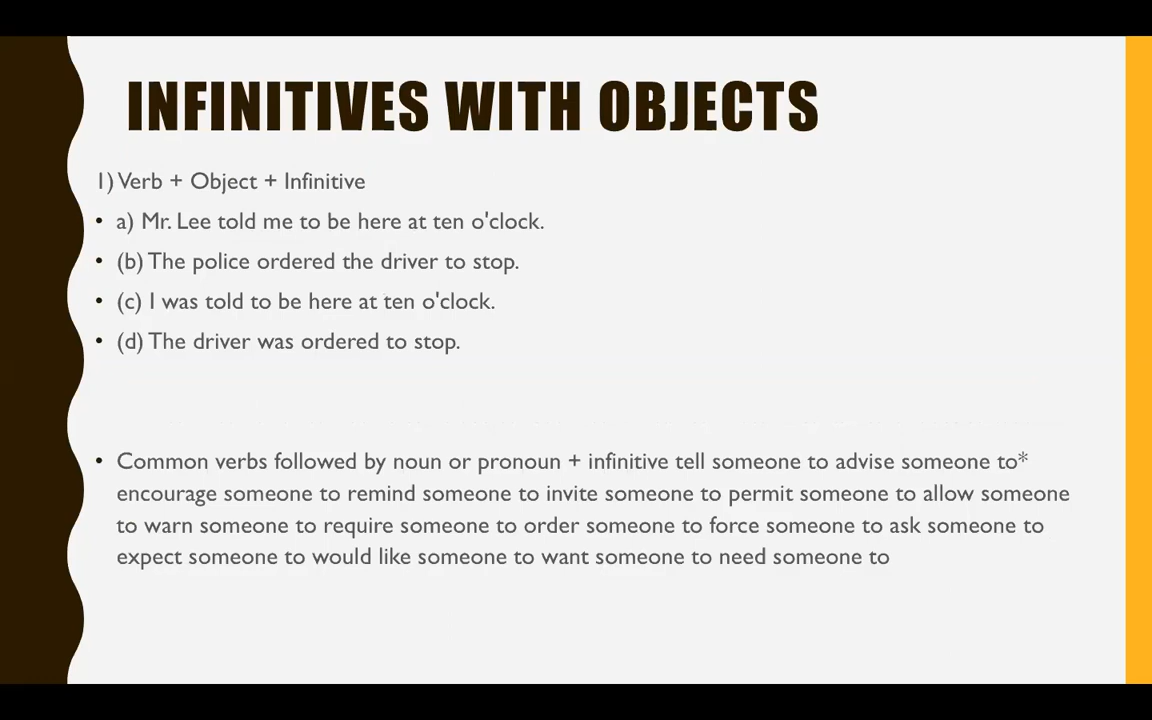 INFINITIVES WITH OBJECTS
1) Verb + Object + Infinitive
• a) Mr. Lee told me to be here at ten o'clock.
• (b) The police ordered the driver to stop.
• (c) I was told to be here at ten o'clock.
• (d) The driver was ordered to stop.
• Common verbs followed by noun or pronoun + infinitive tell someone to advise someone to*
encourage someone to remind someone to invite someone to permit someone to allow someone
to warn someone to require someone to order someone to force someone to ask someone to
expect someone to would like someone to want someone to need someone to